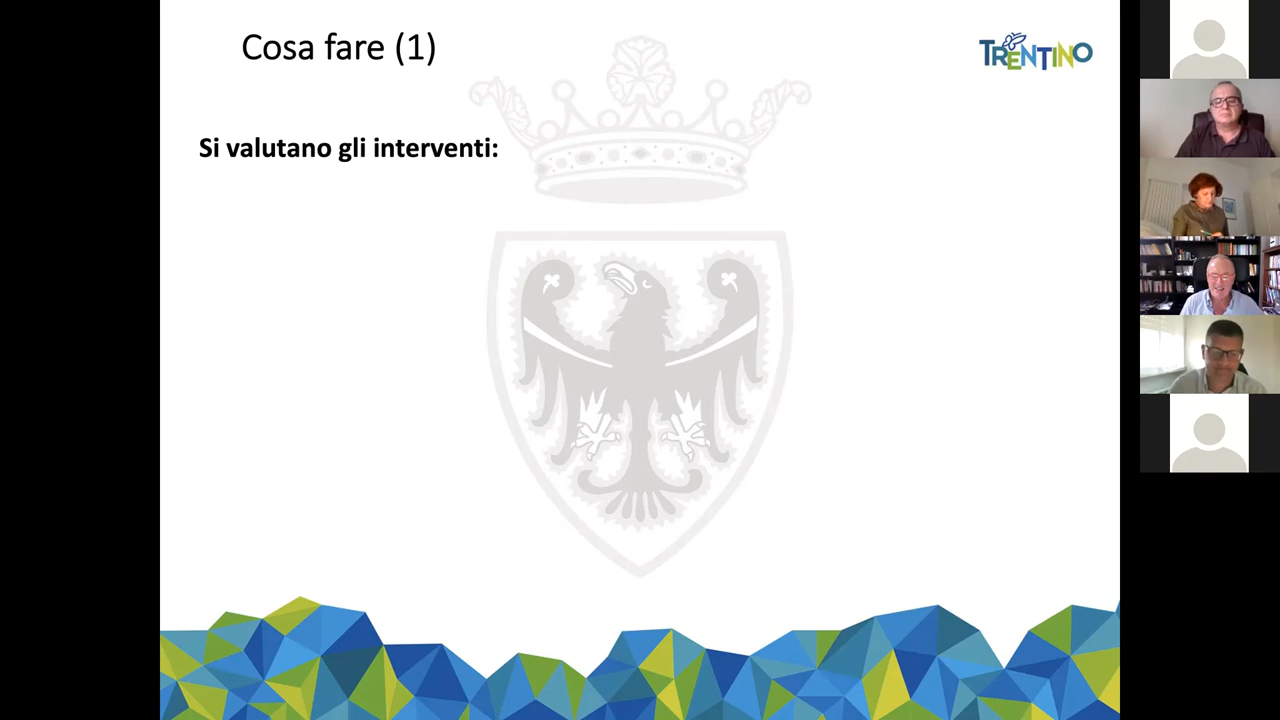 Cosa fare (1)
TRENTINO
Si valutano gli interventi: